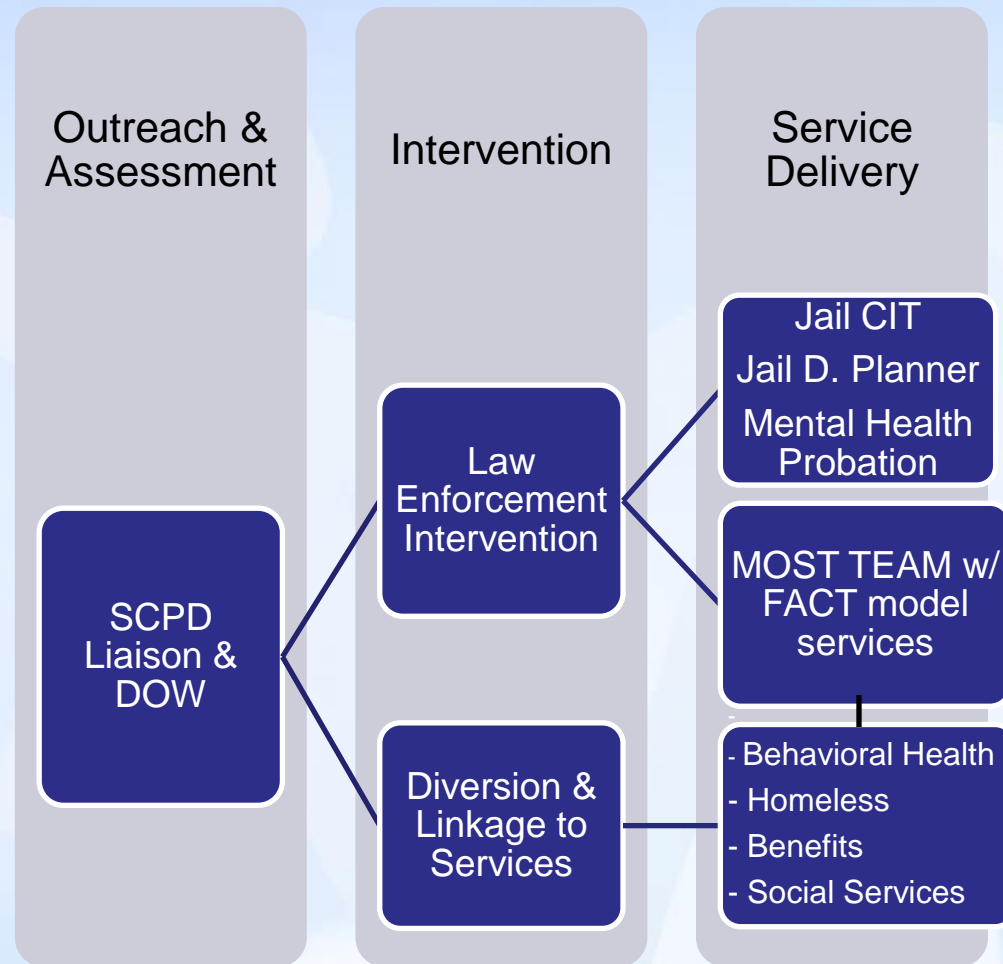 Outreach &
Assessment
Intervention
Service
Delivery
SCPD
Liaison &
DOW
Law
Enforcement
Intervention
Diversion &
Linkage to
Services
Jail CIT
Jail D. Planner
Mental Health
Probation
MOST TEAM w/
FACT model
services
-
- Behavioral Health
- Homeless
- Benefits
- Social Services